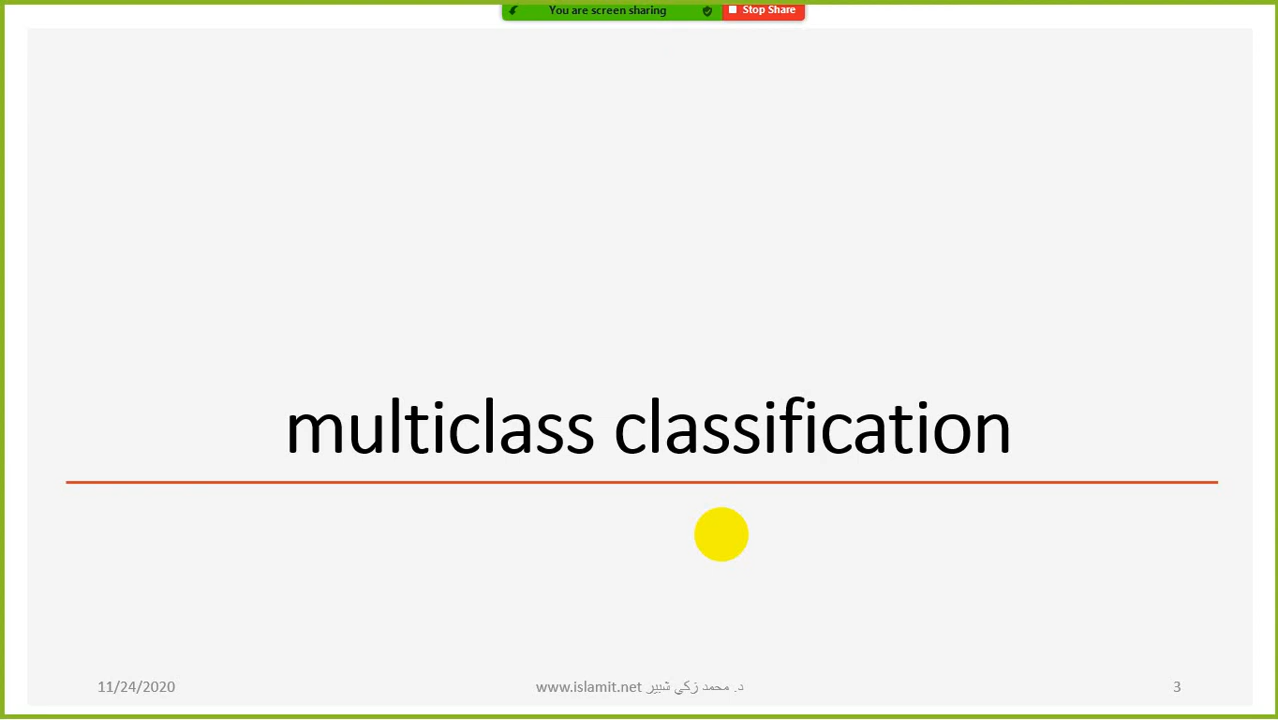 You are screen sharing
Stop Share
multiclass classification
11/24/2020
www.islamit.net د. محمد زكي شبير
3